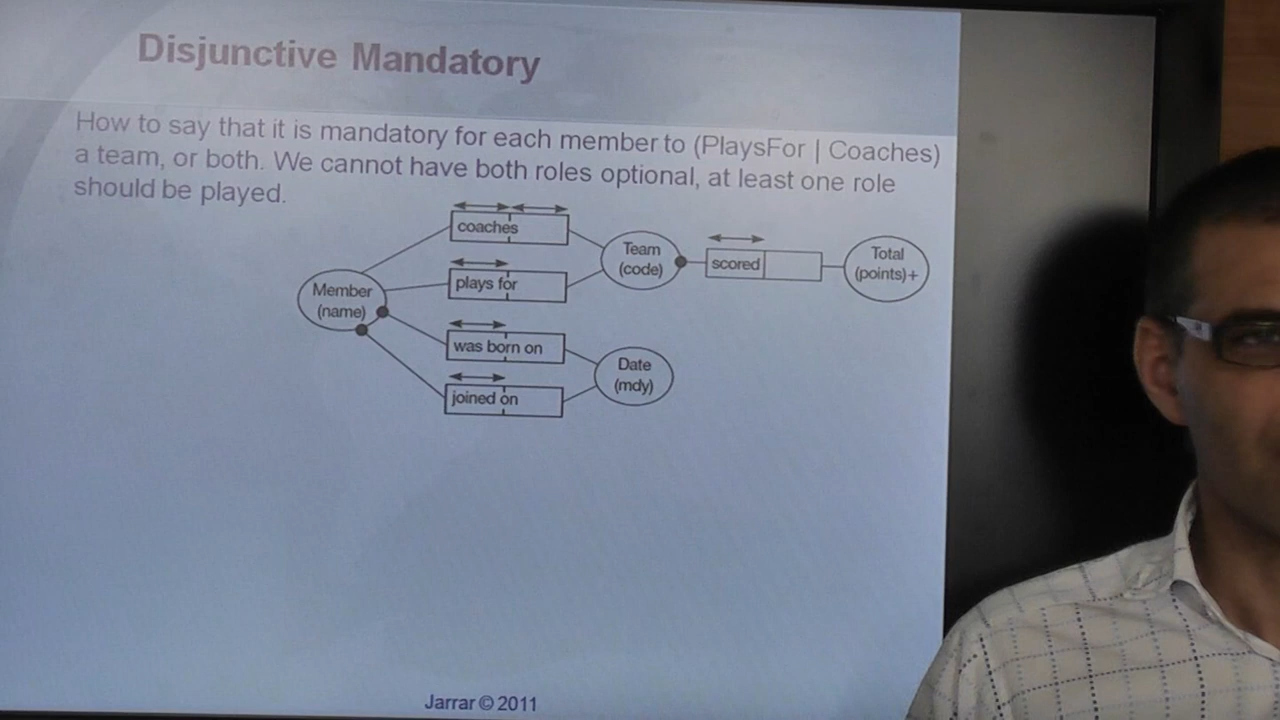 Disjunctive Mandatory
How to say that it is mandatory for each member to (PlaysFor | Coaches)
a team, or both. We cannot have both roles optional, at least one role
should be played.
coaches
Team
(code)
scored
Total
(points)+
plays for
Member
(name)
was born on
Date
(mdy)
joined on
Jarrar © 2011